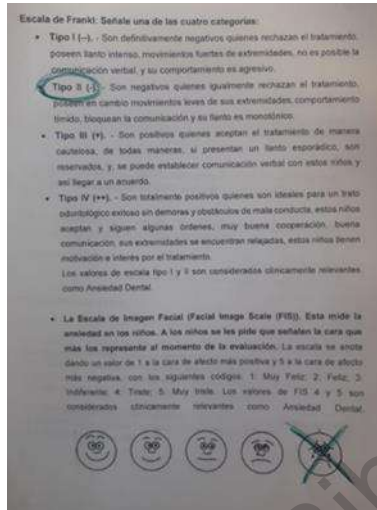 Escala de Frankl: Señale una de las cuatro categorías:
• Tipo I (--). - Son definitivamente negativos quienes rechazan el tratamiento,
poseen llanto intenso, movimientos fuertes de extremidades, no es posible la
comunicación verbal, y su comportamiento es agresivo.
Tipo II (-). - Son negativos quienes igualmente rechazan el tratamiento,
poseen en cambio movimientos leves de sus extremidades, comportamiento
tímido, bloquean la comunicación y su llanto es monotónico.
• Tipo III (+). - Son positivos quienes aceptan el tratamiento de manera
cautelosa, de todas maneras, si presentan un llanto esporádico, son
reservados, y, se puede establecer comunicación verbal con estos niños y
así llegar a un acuerdo.
• Tipo IV (++). - Son totalmente positivos quienes son ideales para un trato
odontológico exitoso sin demoras y obstáculos de mala conducta, estos niños
aceptan y siguen algunas órdenes, muy buena cooperación, buena
comunicación, sus extremidades se encuentran relajadas, estos niños tienen
motivación e interés por el tratamiento.
Los valores de escala tipo I y II son considerados clínicamente relevantes
como Ansiedad Dental.
• La Escala de Imagen Facial (Facial Image Scale (FIS)). Esta mide la
ansiedad en los niños. A los niños se les pide que señalen la cara que
más los represente al momento de la evaluación. La escala se anota
dando un valor de 1 a la cara de afecto más positiva y 5 a la cara de afecto
más negativa, con los siguientes códigos: 1: Muy Feliz; 2: Feliz; 3:
Indiferente; 4: Triste; 5: Muy triste. Los valores de FIS 4 y 5 son
considerados clínicamente relevantes como Ansiedad Dental.